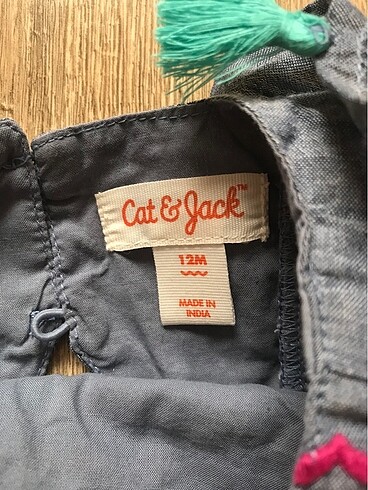 Cat & Jack™
12M
MADE IN
INDIA